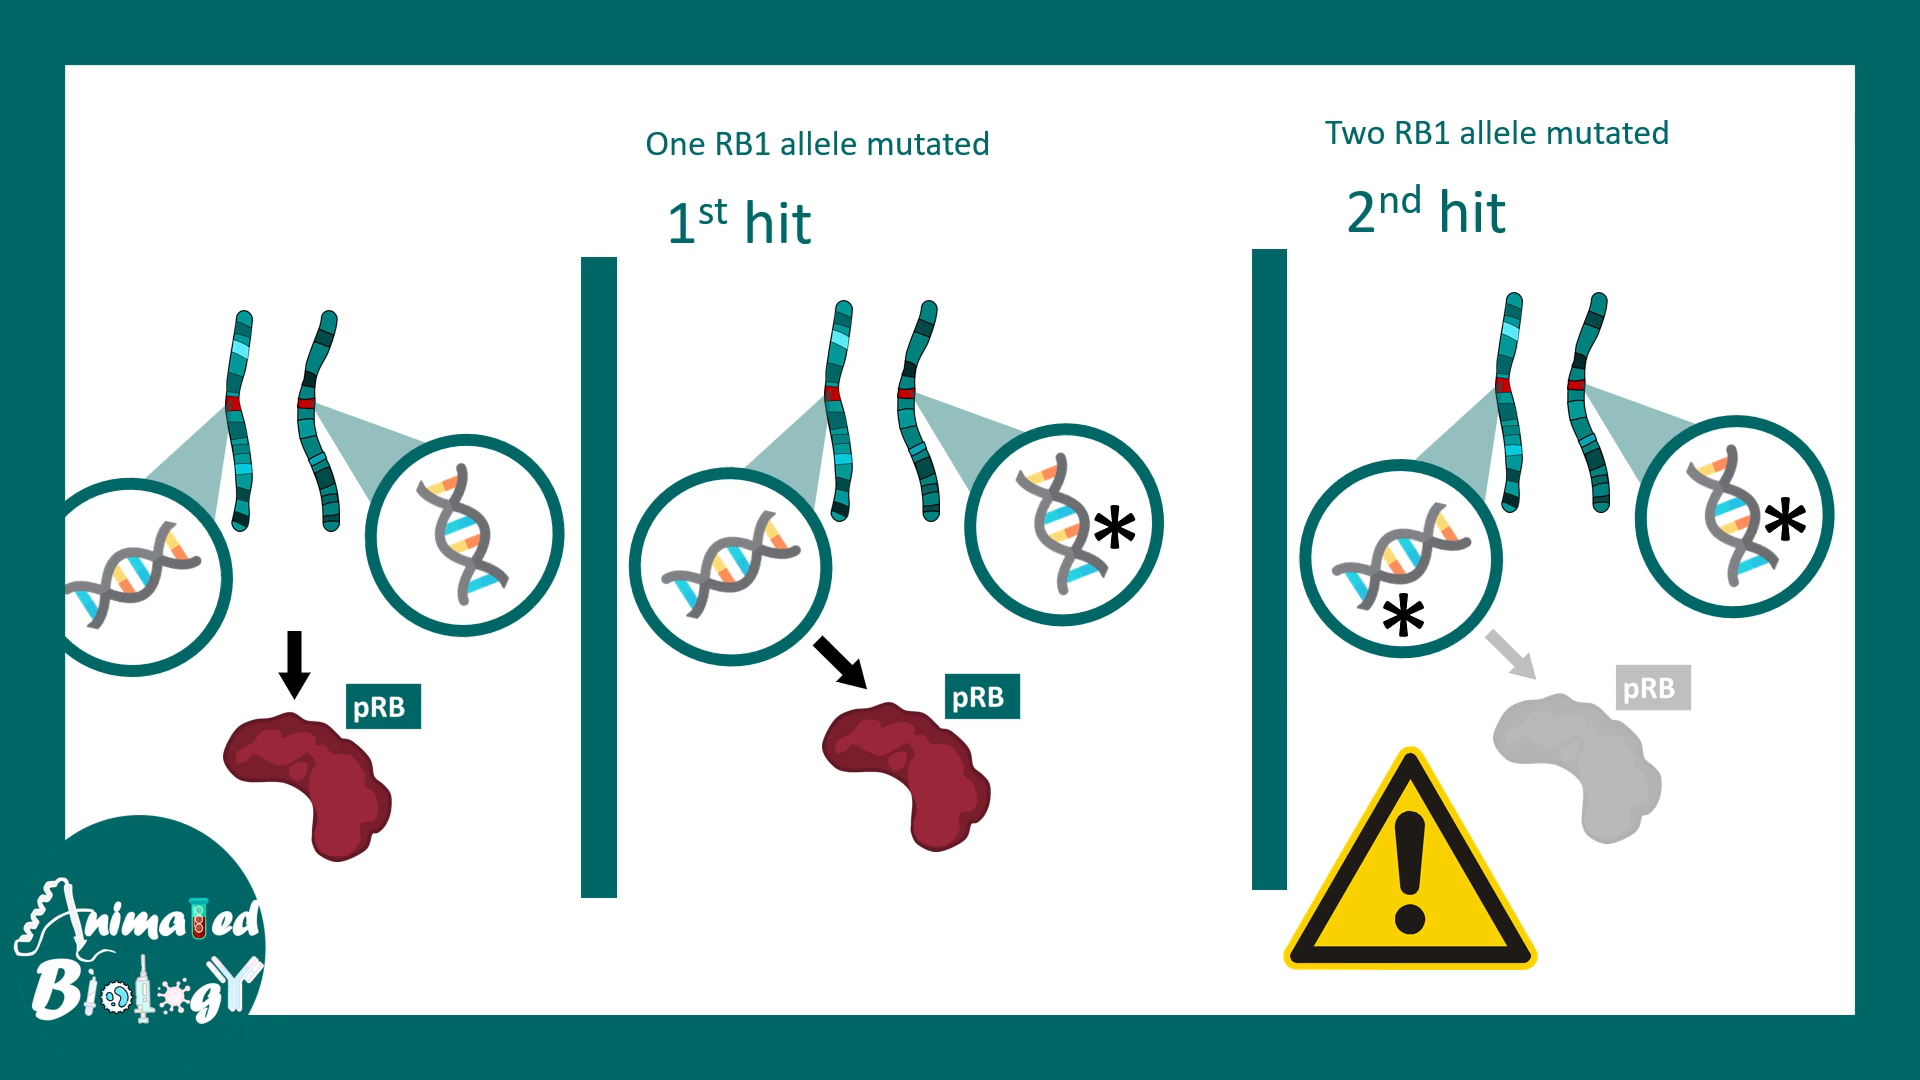 One RB1 allele mutated
1st hit
Two RB1 allele mutated
2nd hit
*
*
*
pRB
pRB
pRB
Animated
Biology